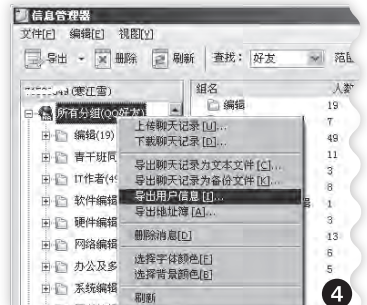 信息管理器
文件[F] 编辑[E] 视图[V]
导出 删除 刷新 查找: 好友
(寒江雪)
组名 人数
所有分组(QQ好友)
编辑 19
7
编辑(19) 49
青干班同 11
IT作者(4 3
8
软件编辑 1
硬件编辑 3
网络编辑 13
办公及多 6
系统编辑 5
上传聊天记录[U]...
下载聊天记录[D]...
导出聊天记录为文本文件[C]...
导出聊天记录为备份文件[K]...
导出用户信息[I]...
导出地址簿[A]...
删除消息[D]
选择字体颜色[F]
选择背景颜色[B]
刷新
4